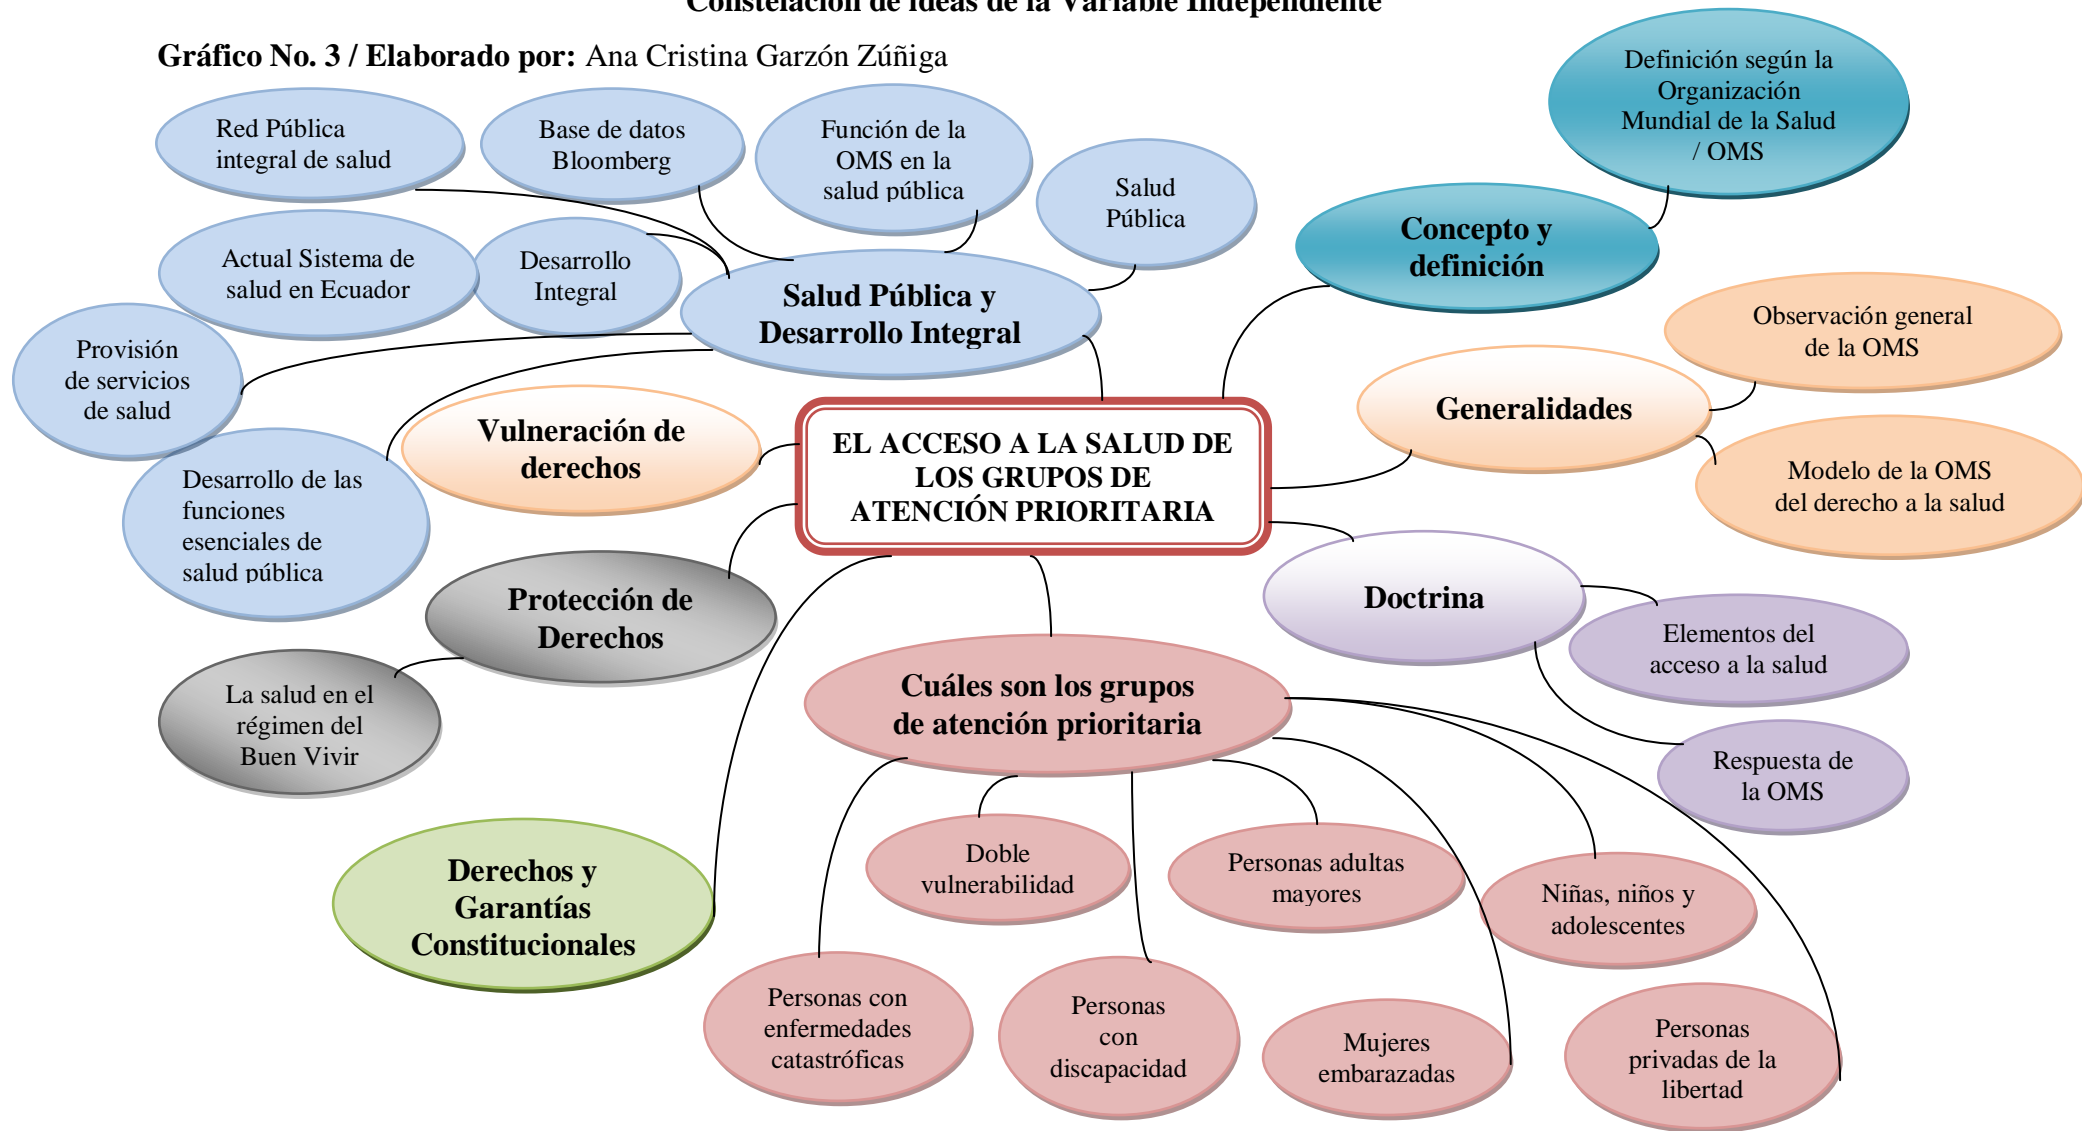 Constelación de ideas de la Variable Independiente
Gráfico No. 3 / Elaborado por: Ana Cristina Garzón Zúñiga
Red Pública
integral de salud
Base de datos
Bloomberg
Función de la
OMS en la
salud pública
Salud
Pública
Definición según la
Organización
Mundial de la Salud
/ OMS
Concepto y
definición
Actual Sistema de
salud en Ecuador
Desarrollo
Integral
Salud Pública y
Desarrollo Integral
Observación general
de la OMS
Provisión
de servicios
de salud
Generalidades
Vulneración de
derechos
EL ACCESO A LA SALUD DE
LOS GRUPOS DE
ATENCIÓN PRIORITARIA
Modelo de la OMS
del derecho a la salud
Desarrollo de las
funciones
esenciales de
salud pública
Protección de
Derechos
Doctrina
Elementos del
acceso a la salud
La salud en el
régimen del
Buen Vivir
Cuáles son los grupos
de atención prioritaria
Respuesta de
la OMS
Derechos y
Garantías
Constitucionales
Doble
vulnerabilidad
Personas adultas
mayores
Niñas, niños y
adolescentes
Personas con
enfermedades
catastróficas
Personas
con
discapacidad
Mujeres
embarazadas
Personas
privadas de la
libertad